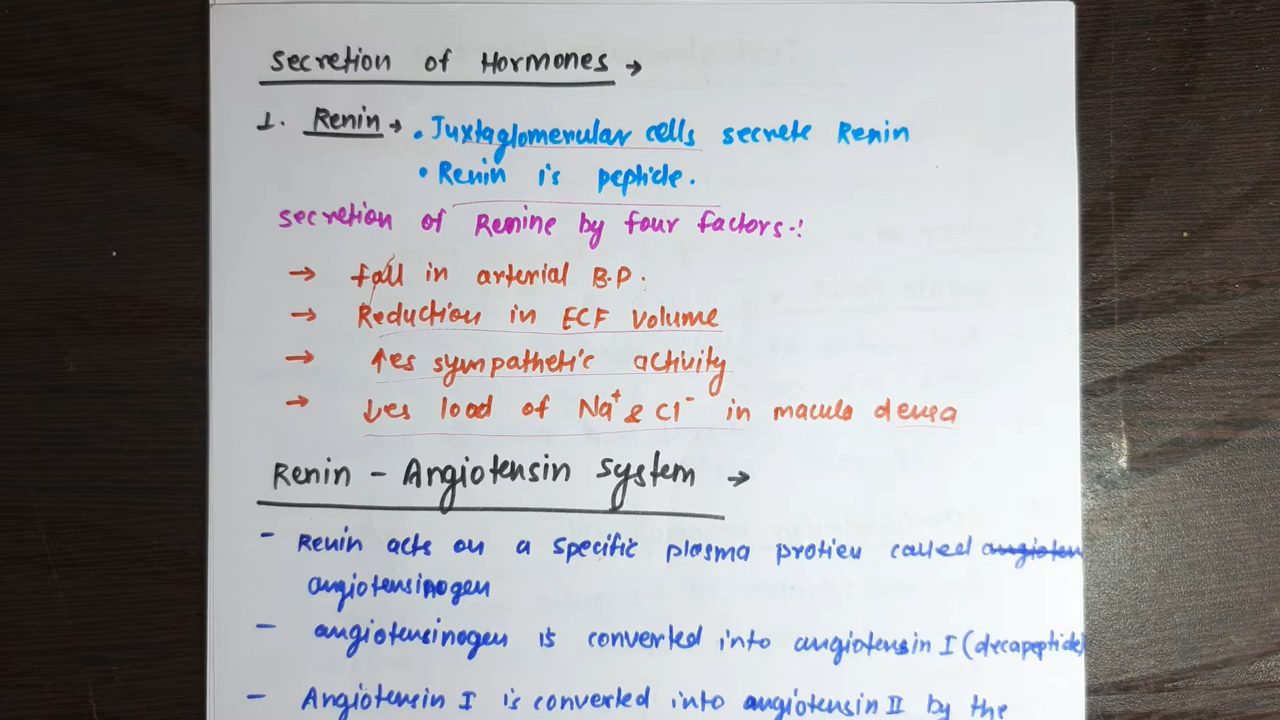 Secretion of Hormones →
1. Renin → • Juxtaglomerular cells secrete Renin
• Renin is peptide.
Secretion of Renine by four factors :
→ fall in arterial B.P.
→ Reduction in ECF volume
→ ↑es sympathetic activity
→ ↓es load of Na⁺ & Cl⁻ in macula densa
Renin - Angiotensin system →
- Renin acts on a specific plasma protien called angioten
angiotensinogen
- angiotensinogen is converted into angiotensin I (decapeptide)
- Angiotensin I is converted into angiotensin II by the